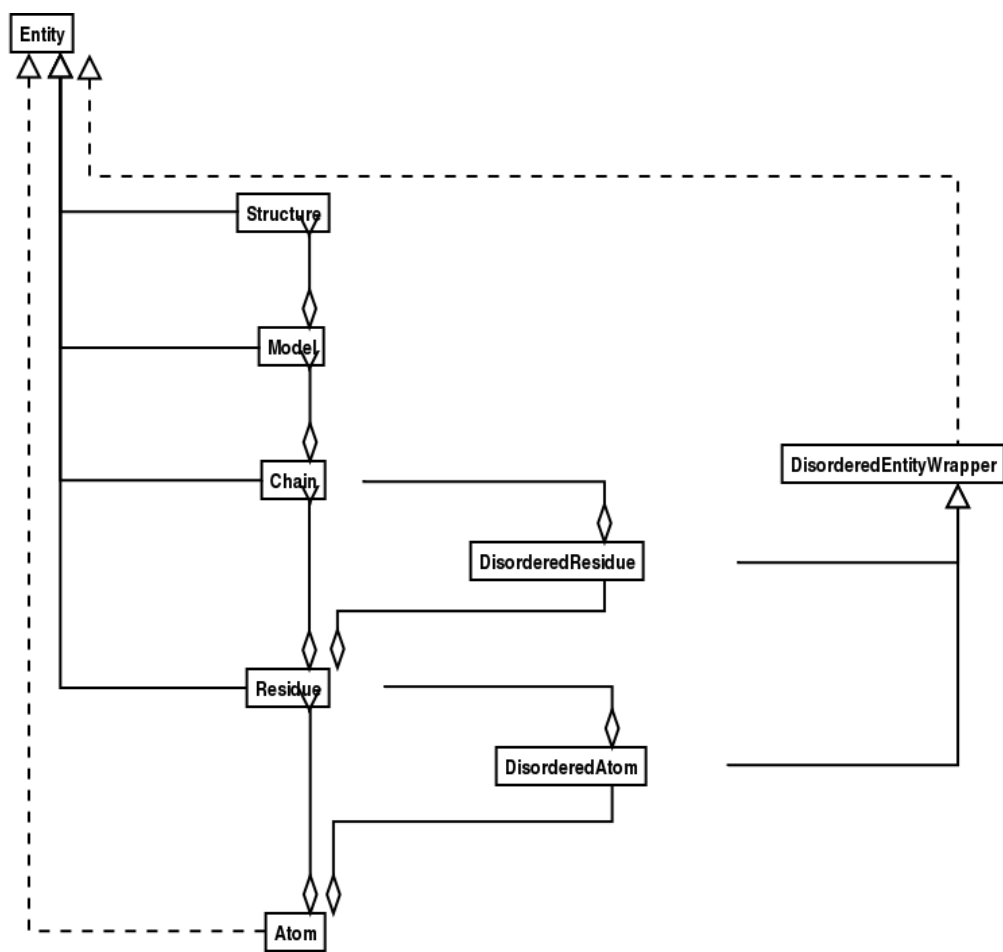 Entity
Structure
Model
DisorderedEntityWrapper
Chain
DisorderedResidue
Residue
DisorderedAtom
Atom